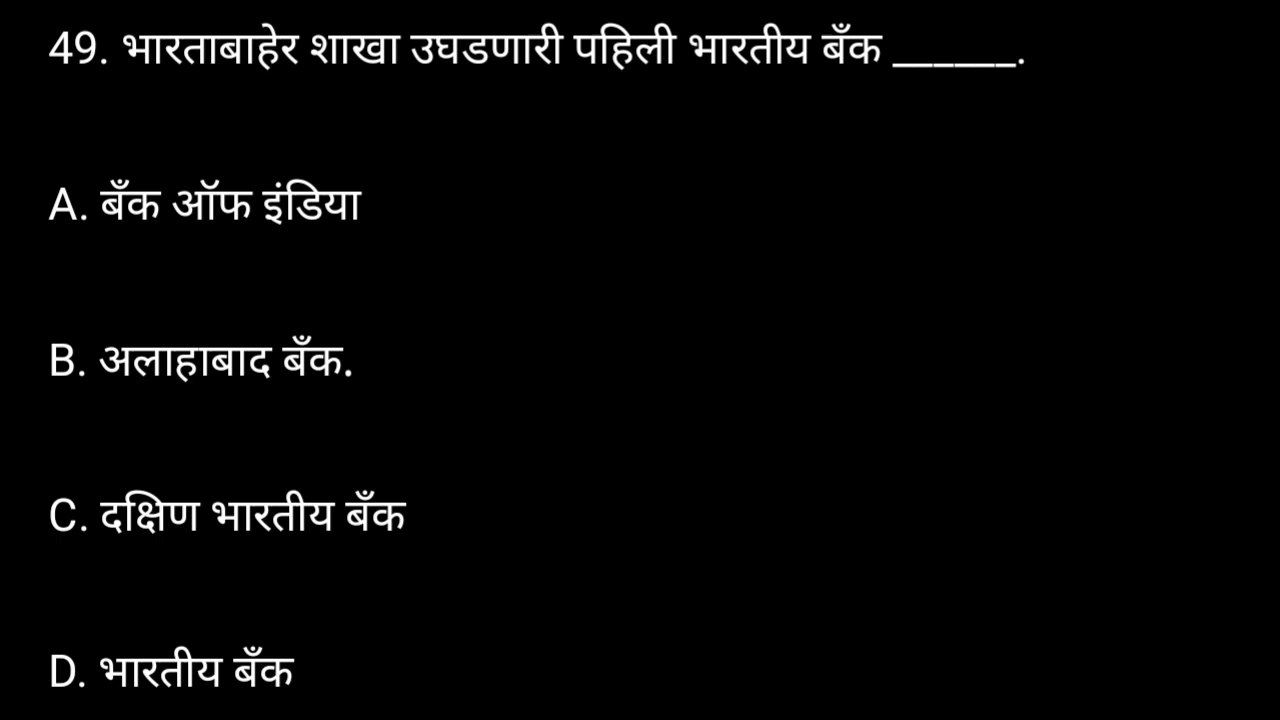 49. भारताबाहेर शाखा उघडणारी पहिली भारतीय बँक ______.
A. बँक ऑफ इंडिया
B. अलाहाबाद बँक.
C. दक्षिण भारतीय बँक
D. भारतीय बँक